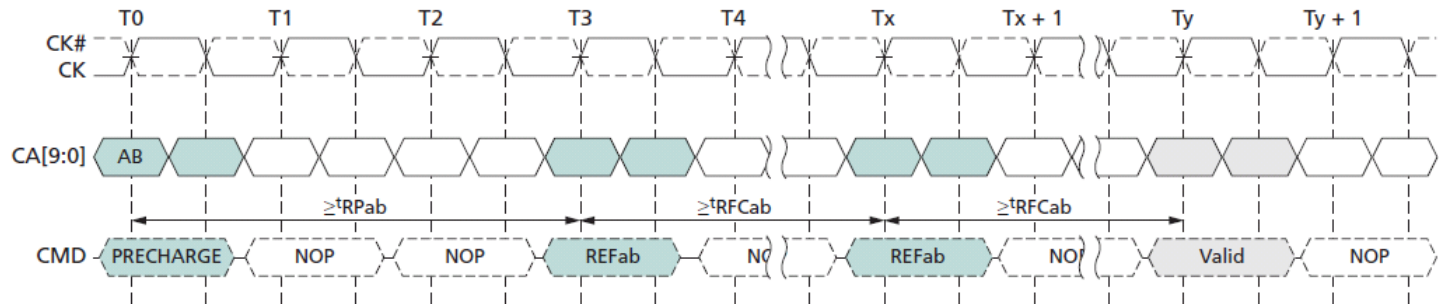 T0 T1 T2 T3 T4 Tx Tx + 1 Ty Ty + 1
CK#
CK
CA[9:0] AB
≥tRPab ≥tRFCab ≥tRFCab
CMD PRECHARGE NOP NOP REFab REFab Valid NOP